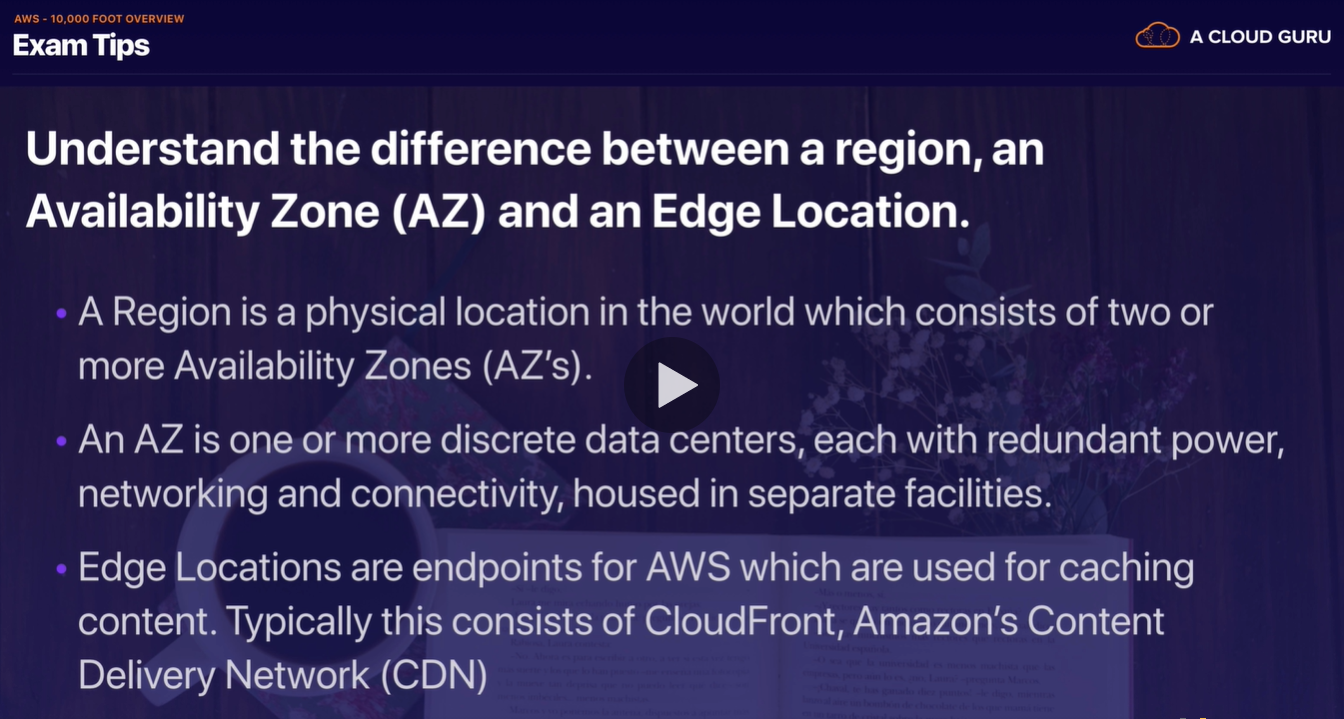 AWS - 10,000 FOOT OVERVIEW
Exam Tips
A CLOUD GURU
Understand the difference between a region, an
Availability Zone (AZ) and an Edge Location.
• A Region is a physical location in the world which consists of two or
more Availability Zones (AZ’s).
• An AZ is one or more discrete data centers, each with redundant power,
networking and connectivity, housed in separate facilities.
• Edge Locations are endpoints for AWS which are used for caching
content. Typically this consists of CloudFront, Amazon’s Content
Delivery Network (CDN)